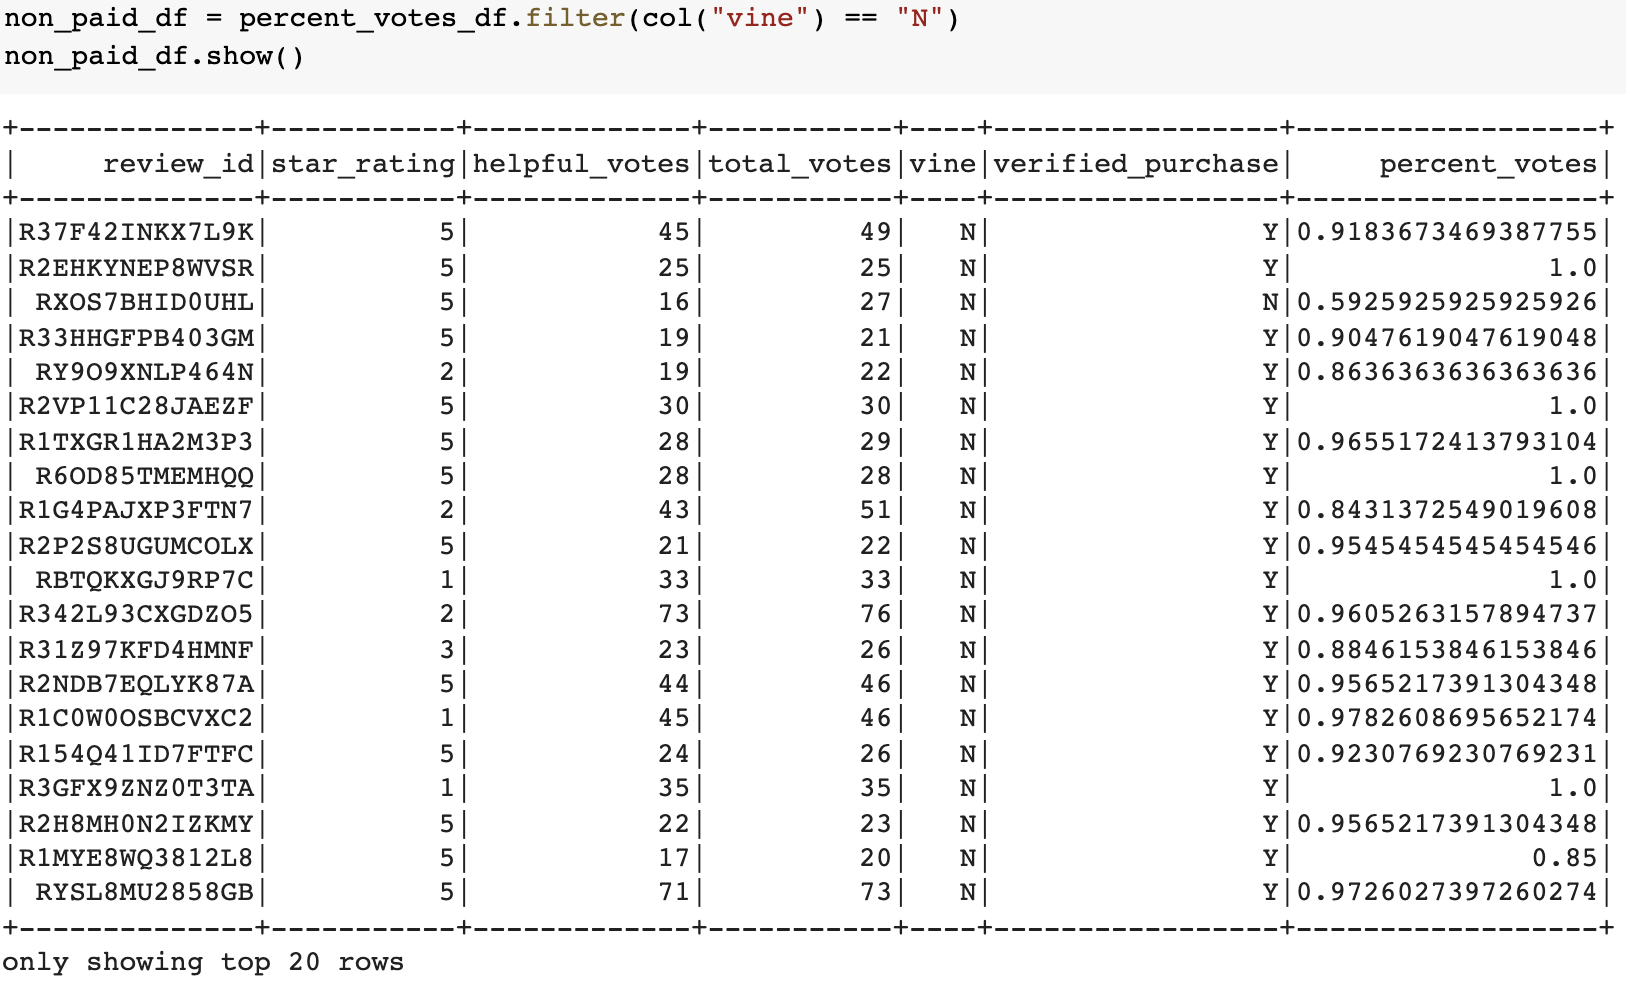 non_paid_df = percent_votes_df.filter(col("vine") == "N")
non_paid_df.show()
+--------------+-----------+-------------+-----------+----+-----------------+------------------+
|     review_id|star_rating|helpful_votes|total_votes|vine|verified_purchase|     percent_votes|
+--------------+-----------+-------------+-----------+----+-----------------+------------------+
|R37F42INKX7L9K|          5|           45|         49|   N|                Y|0.9183673469387755|
|R2EHKYNEP8WVSR|          5|           25|         25|   N|                Y|               1.0|
| RXOS7BHID0UHL|          5|           16|         27|   N|                N|0.5925925925925926|
|R33HHGFPB403GM|          5|           19|         21|   N|                Y|0.9047619047619048|
| RY9O9XNLP464N|          2|           19|         22|   N|                Y|0.8636363636363636|
|R2VP11C28JAEZF|          5|           30|         30|   N|                Y|               1.0|
|R1TXGR1HA2M3P3|          5|           28|         29|   N|                Y|0.9655172413793104|
| R6OD85TMEMHQQ|          5|           28|         28|   N|                Y|               1.0|
|R1G4PAJXP3FTN7|          2|           43|         51|   N|                Y|0.8431372549019608|
|R2P2S8UGUMCOLX|          5|           21|         22|   N|                Y|0.9545454545454546|
| RBTQKXGJ9RP7C|          1|           33|         33|   N|                Y|               1.0|
|R342L93CXGDZO5|          2|           73|         76|   N|                Y|0.9605263157894737|
|R31Z97KFD4HMNF|          3|           23|         26|   N|                Y|0.8846153846153846|
|R2NDB7EQLYK87A|          5|           44|         46|   N|                Y|0.9565217391304348|
|R1C0W0OSBCVXC2|          1|           45|         46|   N|                Y|0.9782608695652174|
|R154Q41ID7FTFC|          5|           24|         26|   N|                Y|0.9230769230769231|
|R3GFX9ZNZ0T3TA|          1|           35|         35|   N|                Y|               1.0|
|R2H8MH0N2IZKMY|          5|           22|         23|   N|                Y|0.9565217391304348|
|R1MYE8WQ3812L8|          5|           17|         20|   N|                Y|              0.85|
| RYSL8MU2858GB|          5|           71|         73|   N|                Y|0.9726027397260274|
+--------------+-----------+-------------+-----------+----+-----------------+------------------+
only showing top 20 rows